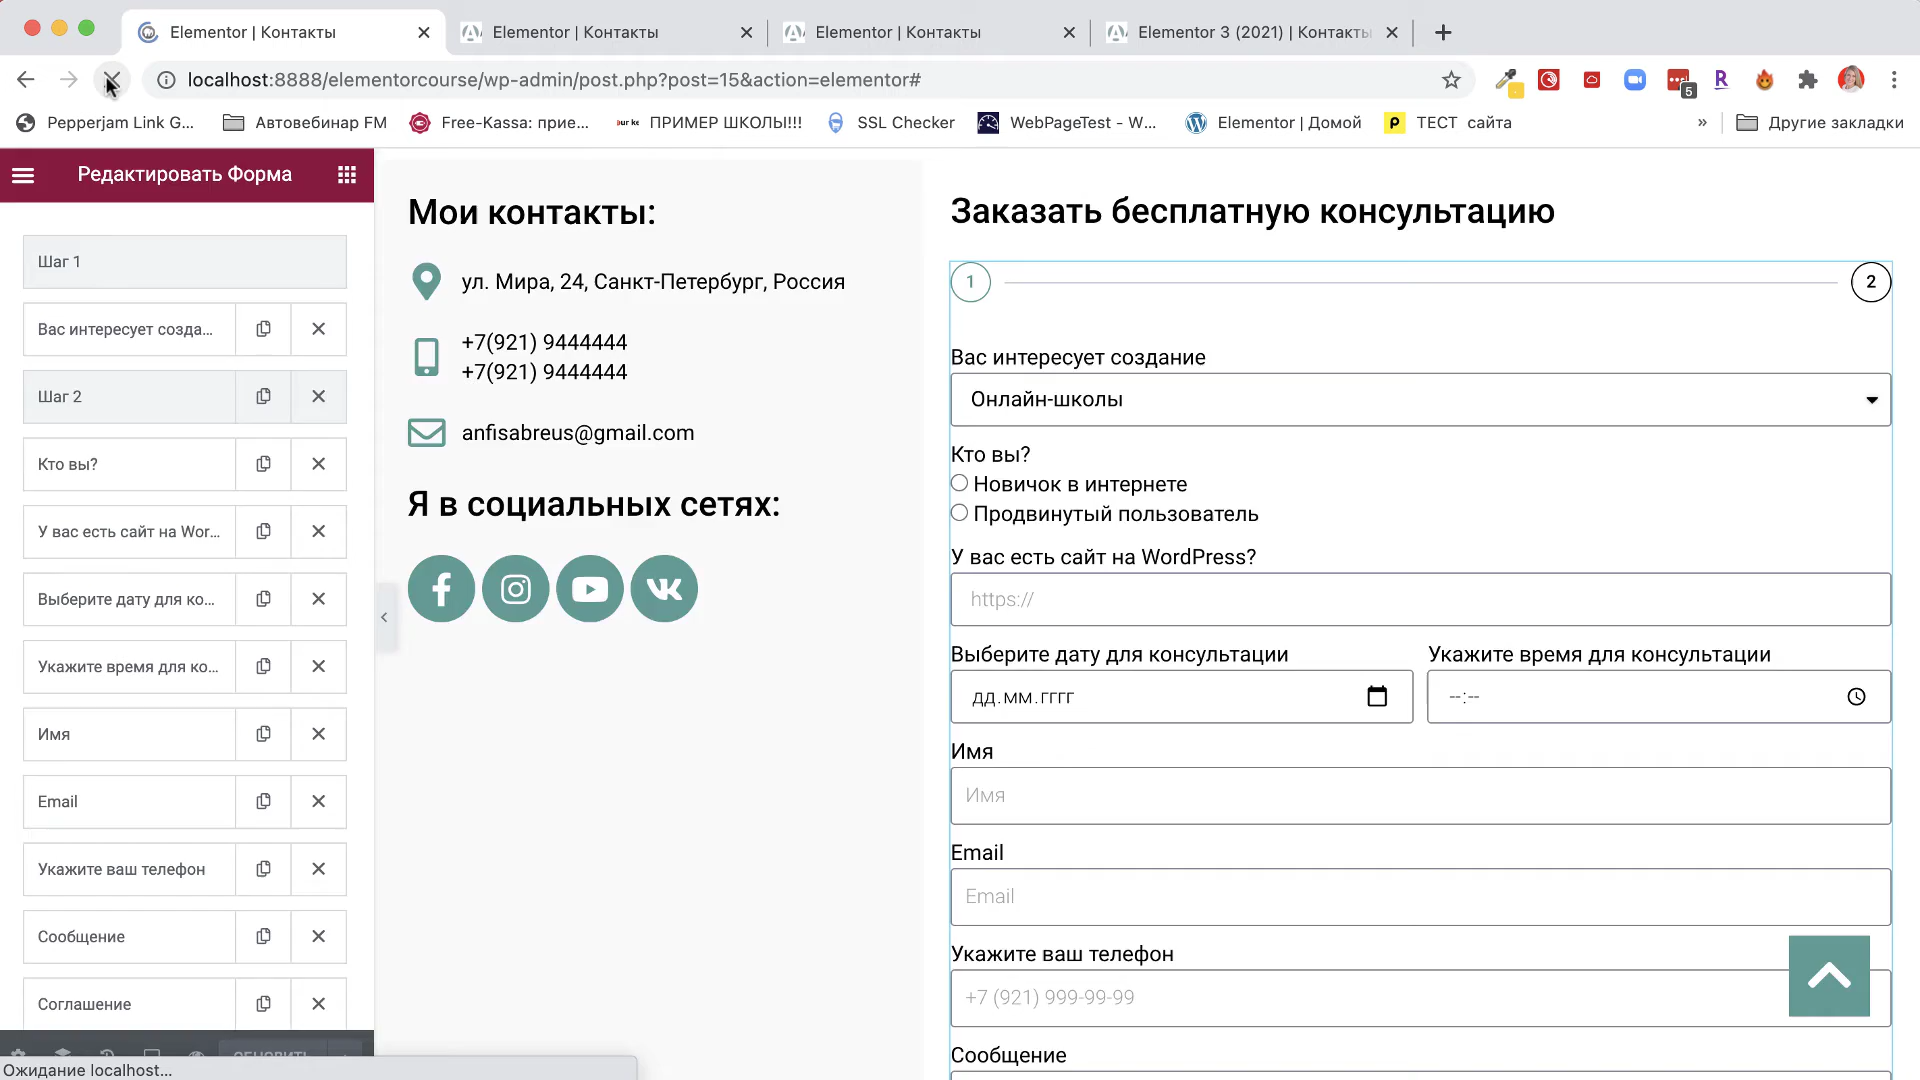 Elementor | Контакты
Elementor | Контакты
Elementor | Контакты
Elementor 3 (2021) | Контакты
localhost:8888/elementorcourse/wp-admin/post.php?post=15&action=elementor#
5
R
Pepperjam Link G...
Автовебинар FM
Free-Kassa: прие...
ПРИМЕР ШКОЛЫ!!!
SSL Checker
WebPageTest - W...
Elementor | Домой
ТЕСТ сайта
»
Другие закладки
Редактировать Форма
Шаг 1
Вас интересует созда...
Шаг 2
Кто вы?
У вас есть сайт на Wor...
Выберите дату для ко...
Укажите время для ко...
Имя
Email
Укажите ваш телефон
Сообщение
Соглашение
ОБНОВИТЬ
Ожидание localhost...
Мои контакты:
ул. Мира, 24, Санкт-Петербург, Россия
+7(921) 9444444
+7(921) 9444444
anfisabreus@gmail.com
Я в социальных сетях:
Заказать бесплатную консультацию
1
2
Вас интересует создание
Онлайн-школы
Кто вы?
Новичок в интернете
Продвинутый пользователь
У вас есть сайт на WordPress?
https://
Выберите дату для консультации
Укажите время для консультации
дд.мм.гггг
--:--
Имя
Имя
Email
Email
Укажите ваш телефон
+7 (921) 999-99-99
Сообщение